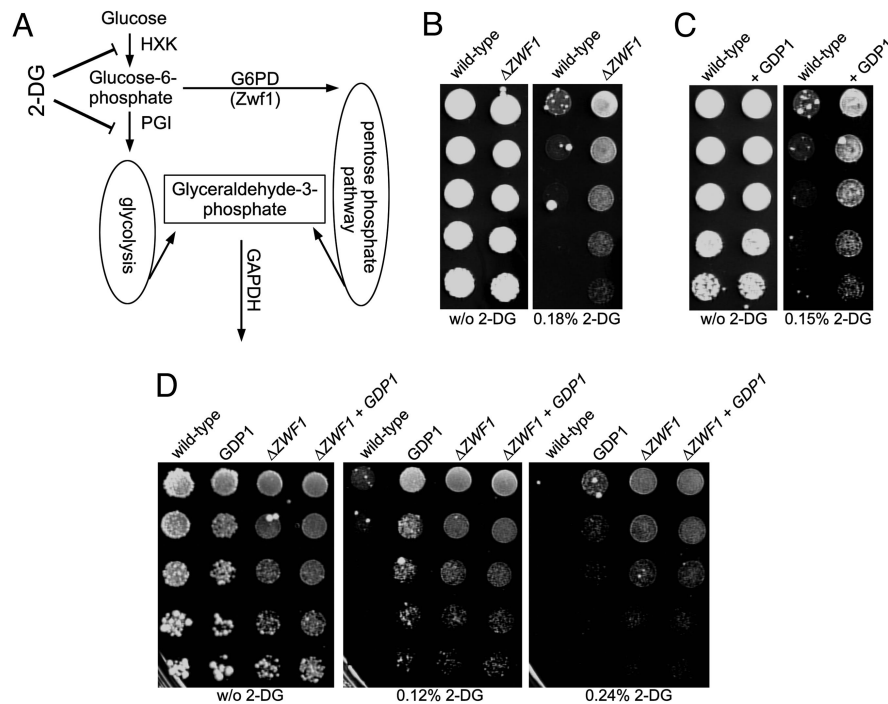 A
Glucose
HXK
2-DG
Glucose-6-
phosphate
G6PD
(Zwf1)
PGI
glycolysis
Glyceraldehyde-3-
phosphate
pentose phosphate
pathway
GAPDH
B
wild-type
ΔZWF1
wild-type
ΔZWF1
w/o 2-DG
0.18% 2-DG
C
wild-type
+ GDP1
wild-type
+ GDP1
w/o 2-DG
0.15% 2-DG
D
wild-type
GDP1
ΔZWF1
ΔZWF1 + GDP1
wild-type
GDP1
ΔZWF1
ΔZWF1 + GDP1
wild-type
GDP1
ΔZWF1
ΔZWF1 + GDP1
w/o 2-DG
0.12% 2-DG
0.24% 2-DG